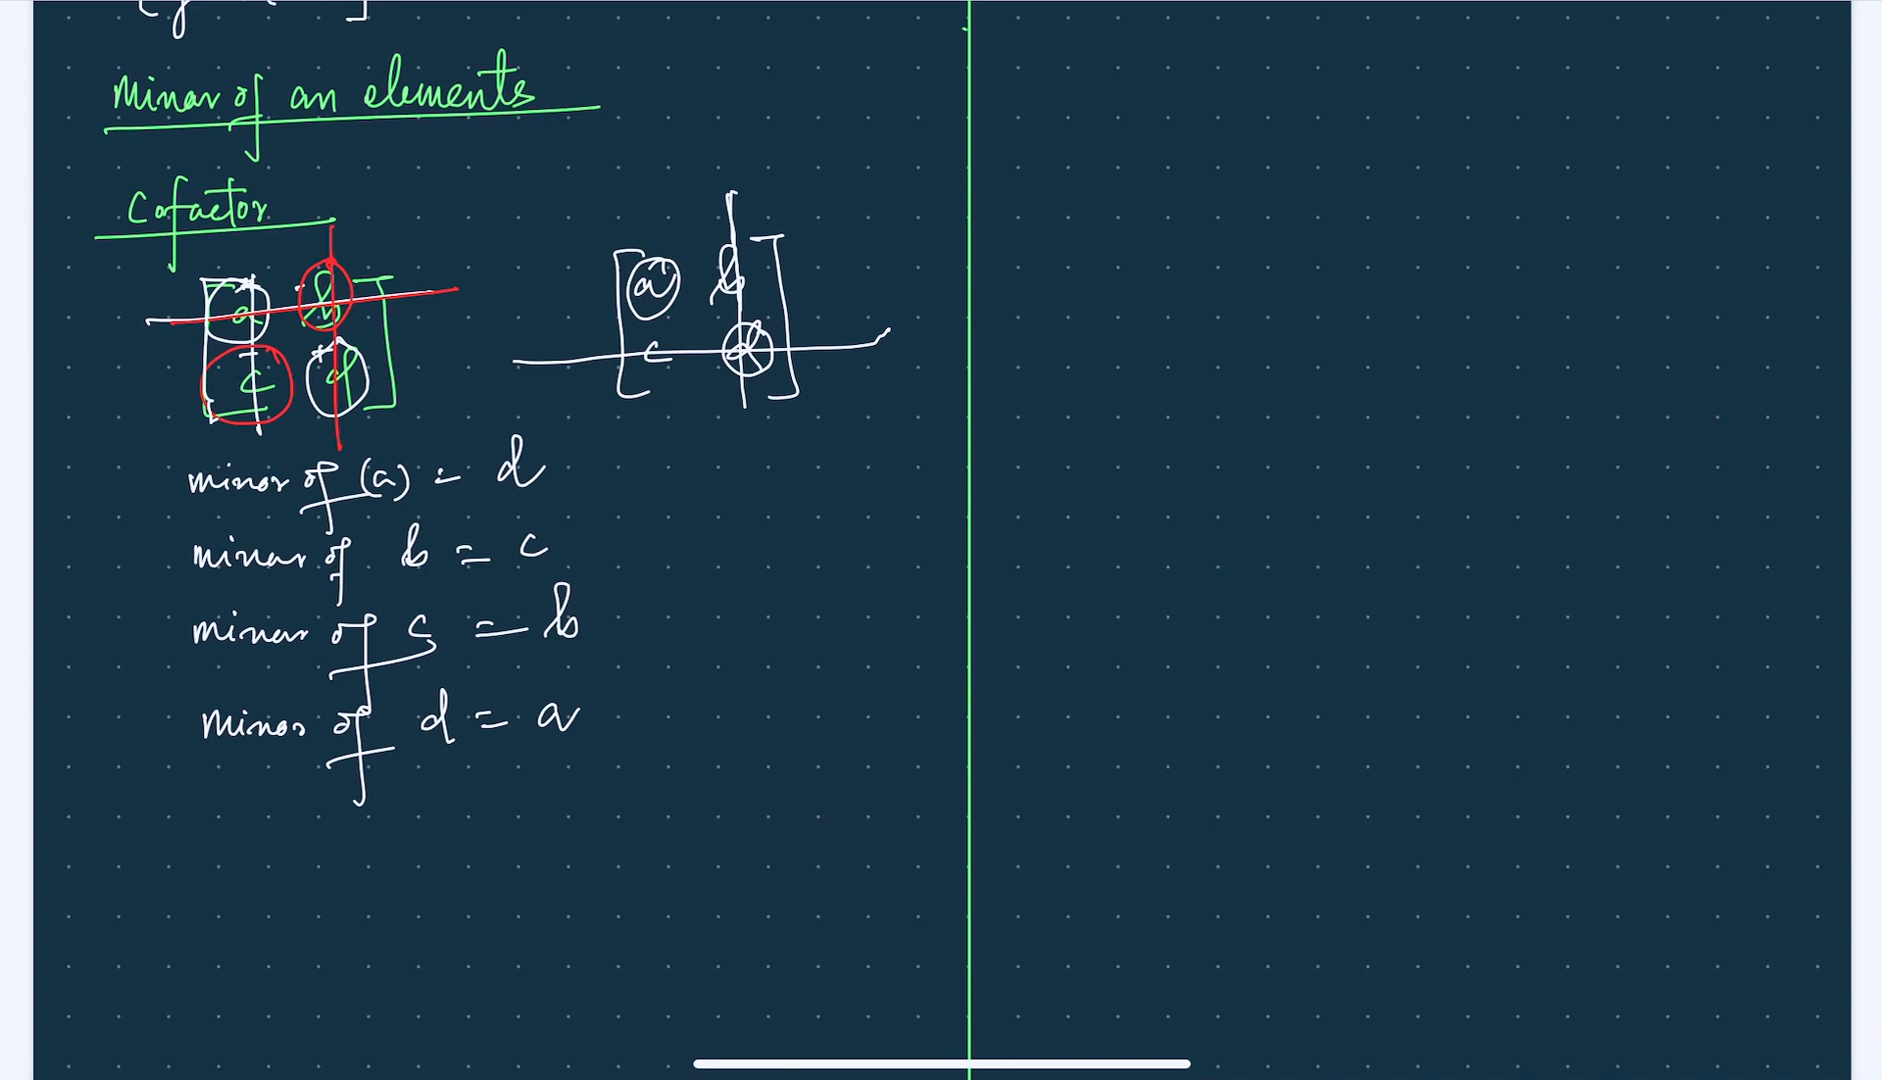 minor of an elements
Cofactor
[a b
c d]
[a b
c d]
minor of (a) = d
minor of b = c
minor of c = b
minor of d = a